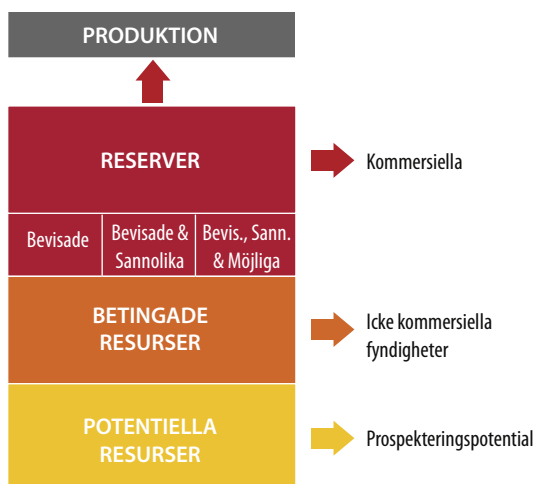 PRODUKTION
RESERVER
Kommersiella
Bevisade
Bevisade &
Sannolika
Bevis., Sann.
& Möjliga
BETINGADE
RESURSER
Icke kommersiella
fyndigheter
POTENTIELLA
RESURSER
Prospekteringspotential